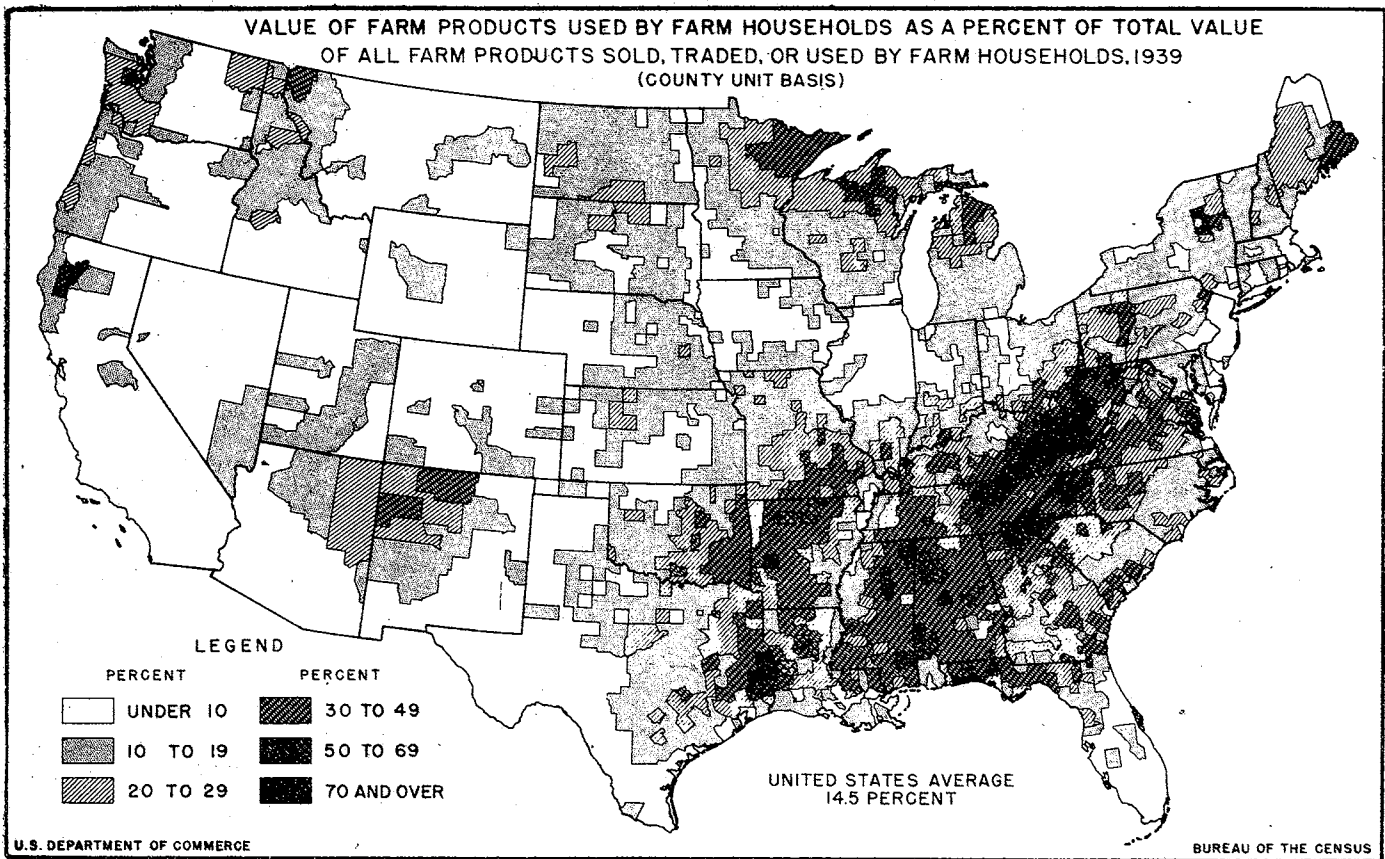 VALUE OF FARM PRODUCTS USED BY FARM HOUSEHOLDS AS A PERCENT OF TOTAL VALUE
OF ALL FARM PRODUCTS SOLD, TRADED, OR USED BY FARM HOUSEHOLDS, 1939
(COUNTY UNIT BASIS)
LEGEND
PERCENT
UNDER 10
10 TO 19
20 TO 29
PERCENT
30 TO 49
50 TO 69
70 AND OVER
UNITED STATES AVERAGE
14.5 PERCENT
U.S. DEPARTMENT OF COMMERCE
BUREAU OF THE CENSUS